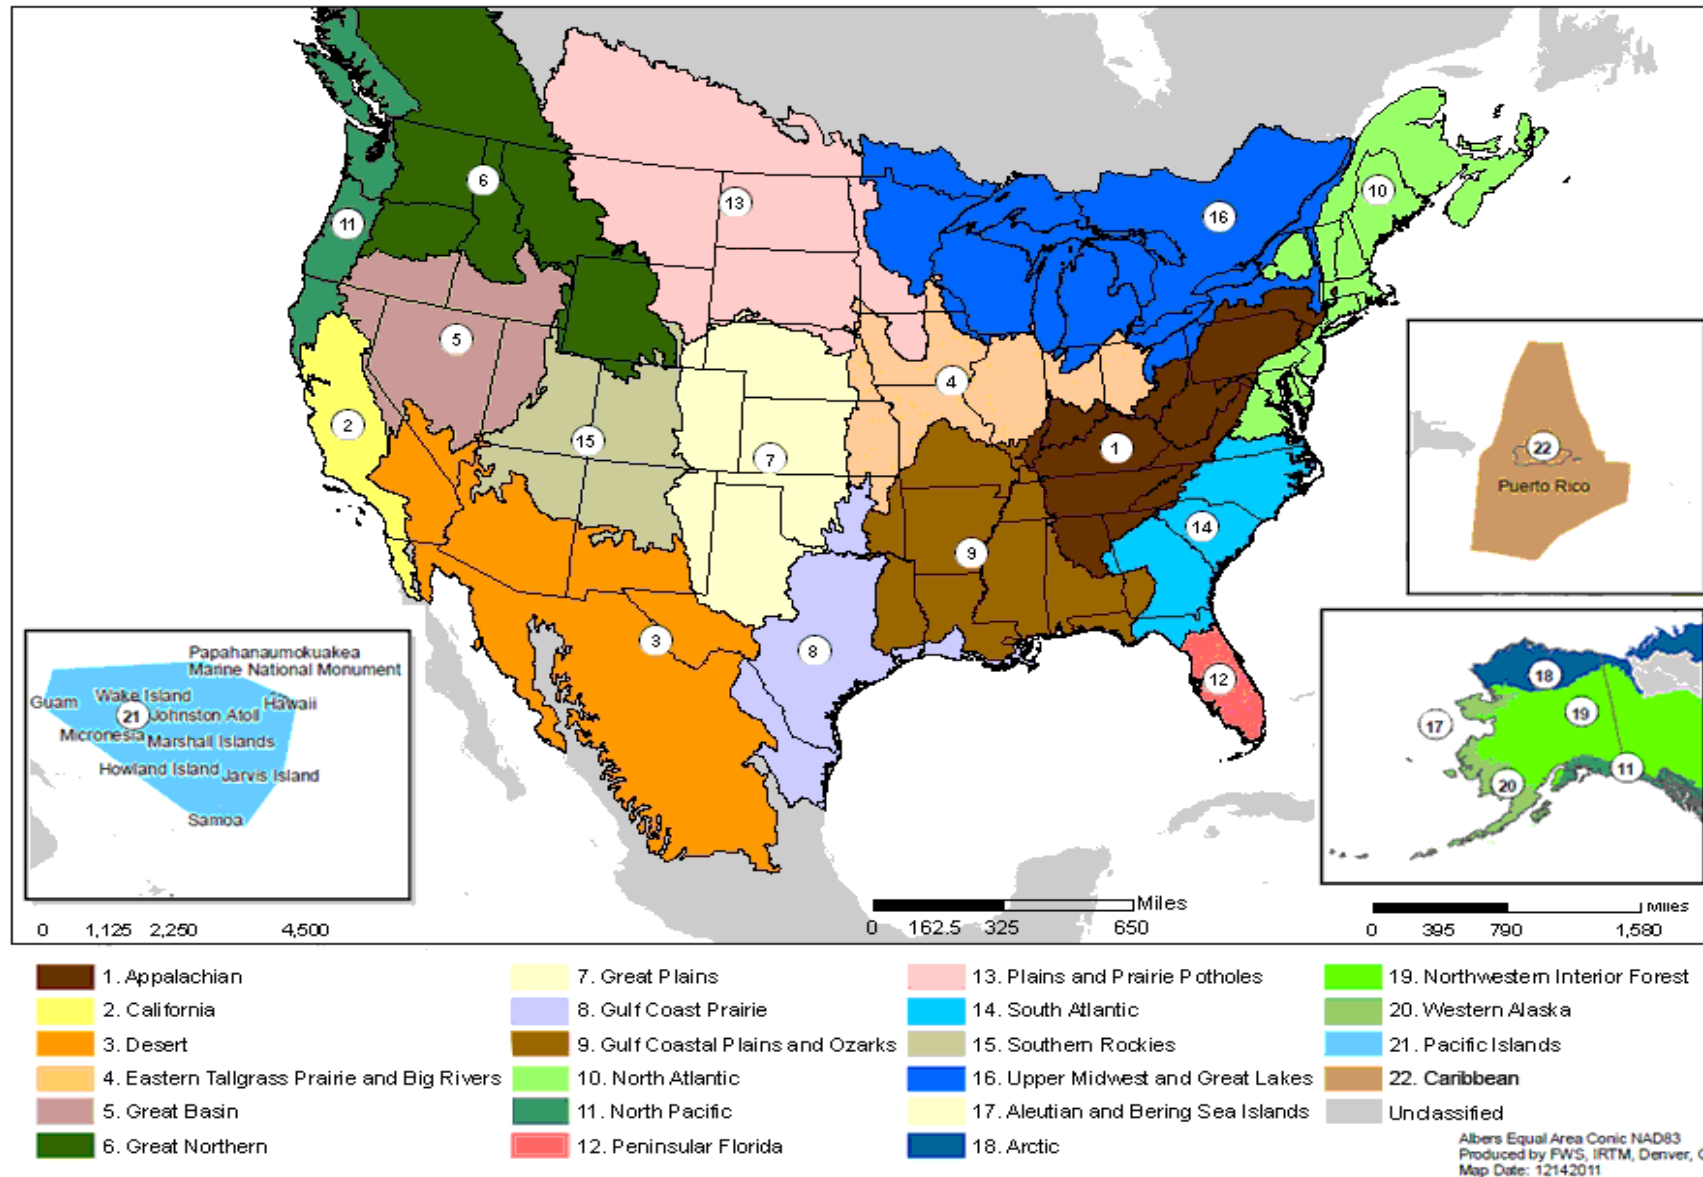 6
13
10
11
16
5
4
2
15
1
7
22
Puerto Rico
14
9
3
8
12
Papahanaumokuakea
Marine National Monument
Guam
Wake Island
Hawaii
21
Johnston Atoll
Micronesia
Marshall Islands
Howland Island
Jarvis Island
Samoa
18
17
19
20
11
0 1,125 2,250 4,500
Miles
0 162.5 325 650
Miles
0 395 790 1,580
1. Appalachian
2. California
3. Desert
4. Eastern Tallgrass Prairie and Big Rivers
5. Great Basin
6. Great Northern
7. Great Plains
8. Gulf Coast Prairie
9. Gulf Coastal Plains and Ozarks
10. North Atlantic
11. North Pacific
12. Peninsular Florida
13. Plains and Prairie Potholes
14. South Atlantic
15. Southern Rockies
16. Upper Midwest and Great Lakes
17. Aleutian and Bering Sea Islands
18. Arctic
19. Northwestern Interior Forest
20. Western Alaska
21. Pacific Islands
22. Caribbean
Unclassified
Albers Equal Area Conic NAD83
Produced by FWS, IRTM, Denver,
Map Date: 12142011